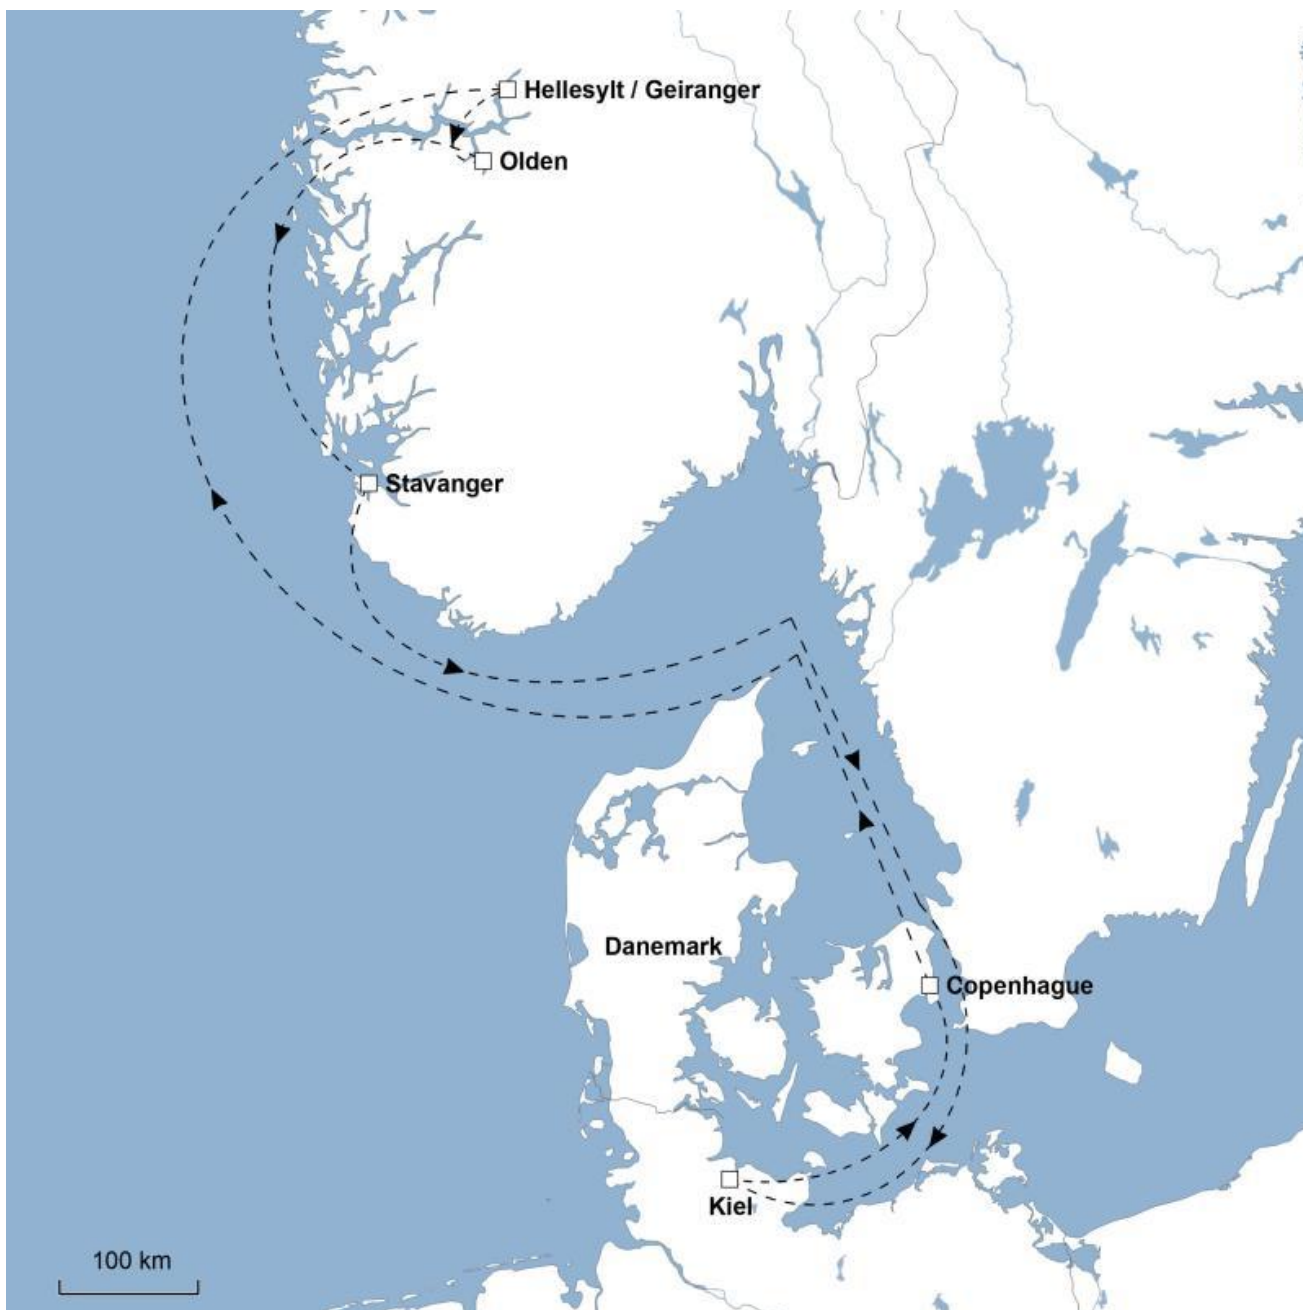 Hellesylt / Geiranger
Olden
Stavanger
Danemark
Copenhague
Kiel
100 km